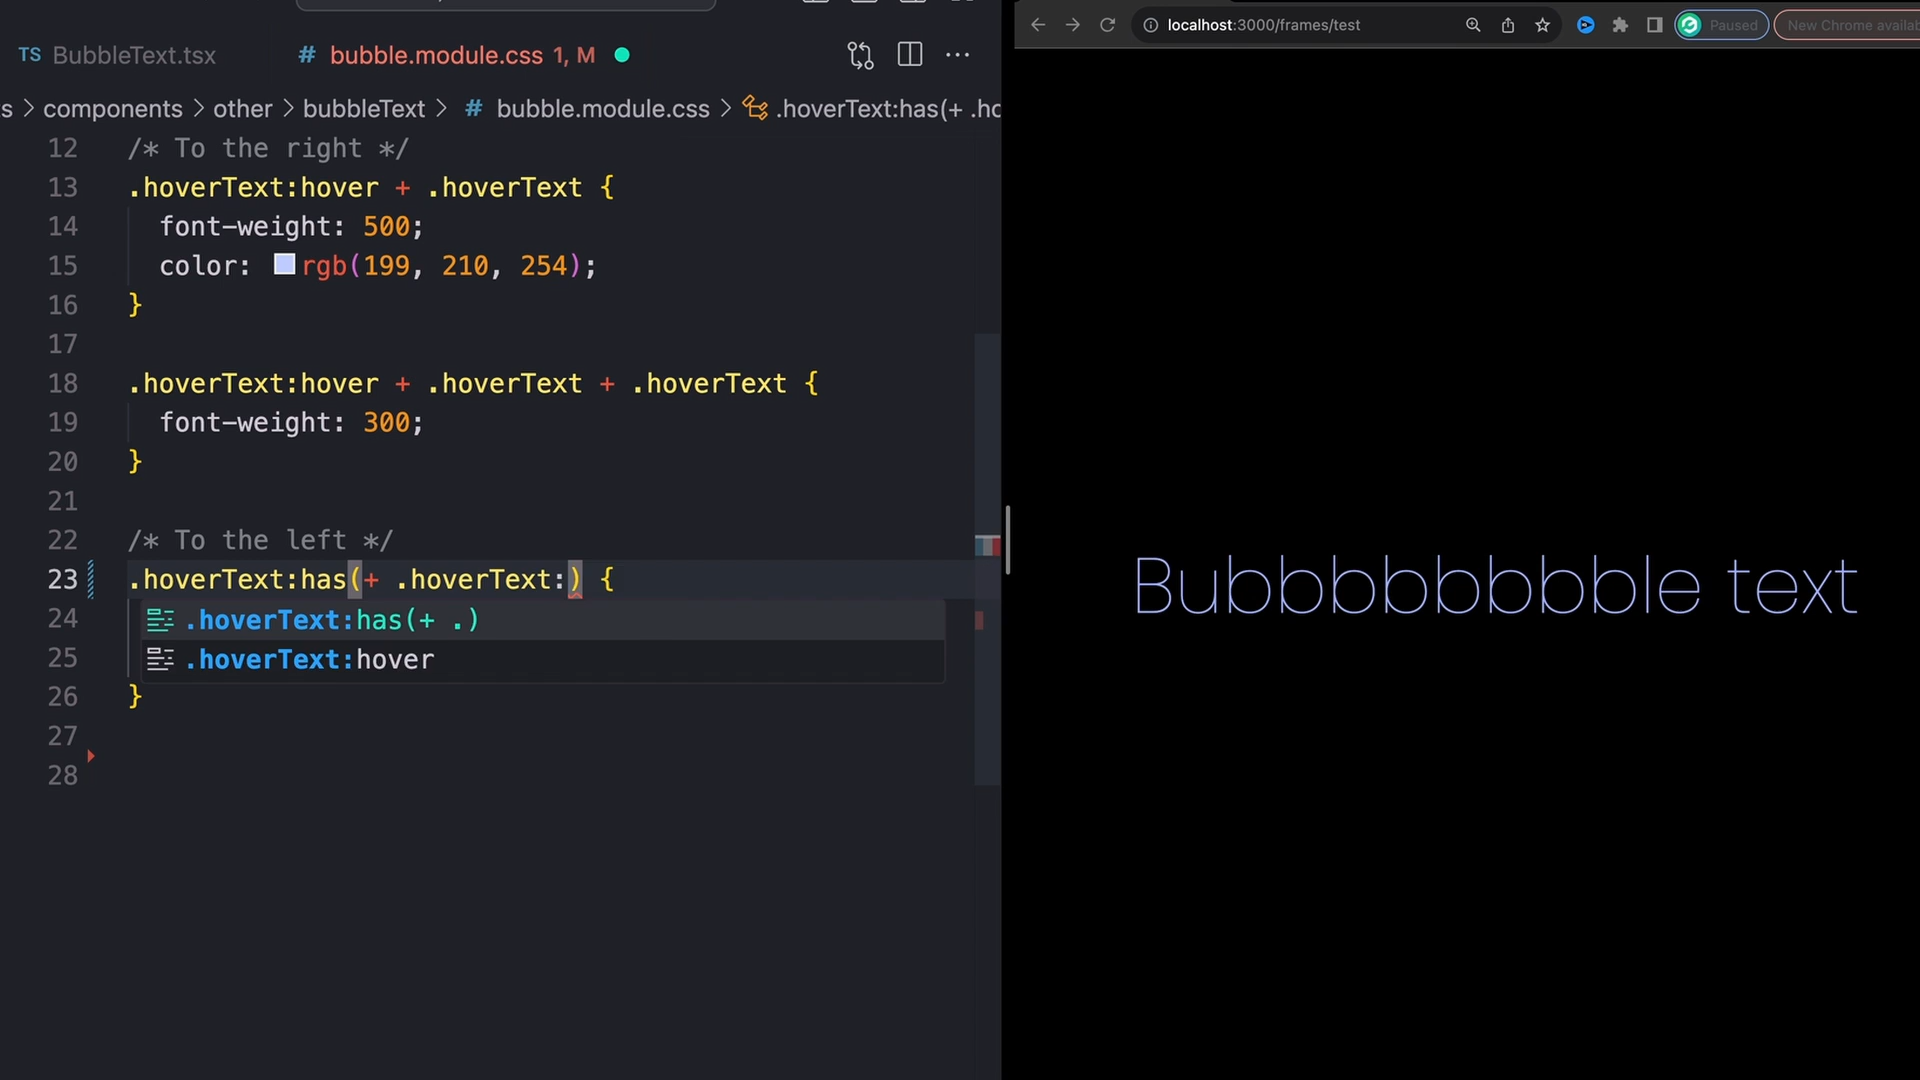 TS BubbleText.tsx
# bubble.module.css 1, M
s > components > other > bubbleText > # bubble.module.css > .hoverText:has(+ .ho
12 /* To the right */
13 .hoverText:hover + .hoverText {
14 font-weight: 500;
15 color: rgb(199, 210, 254);
16 }
17
18 .hoverText:hover + .hoverText + .hoverText {
19 font-weight: 300;
20 }
21
22 /* To the left */
23 .hoverText:has(+ .hoverText:) {
24 .hoverText:has(+ .)
25 .hoverText:hover
26 }
27
28
localhost:3000/frames/test
Paused
New Chrome availab
Bubbbbbbbbble text